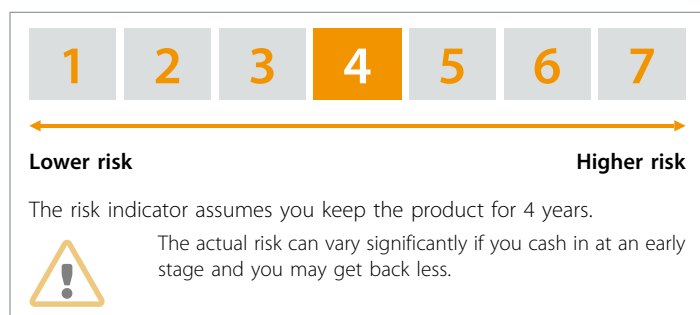 1 2 3 4 5 6 7
Lower risk Higher risk
The risk indicator assumes you keep the product for 4 years.
The actual risk can vary significantly if you cash in at an early
stage and you may get back less.